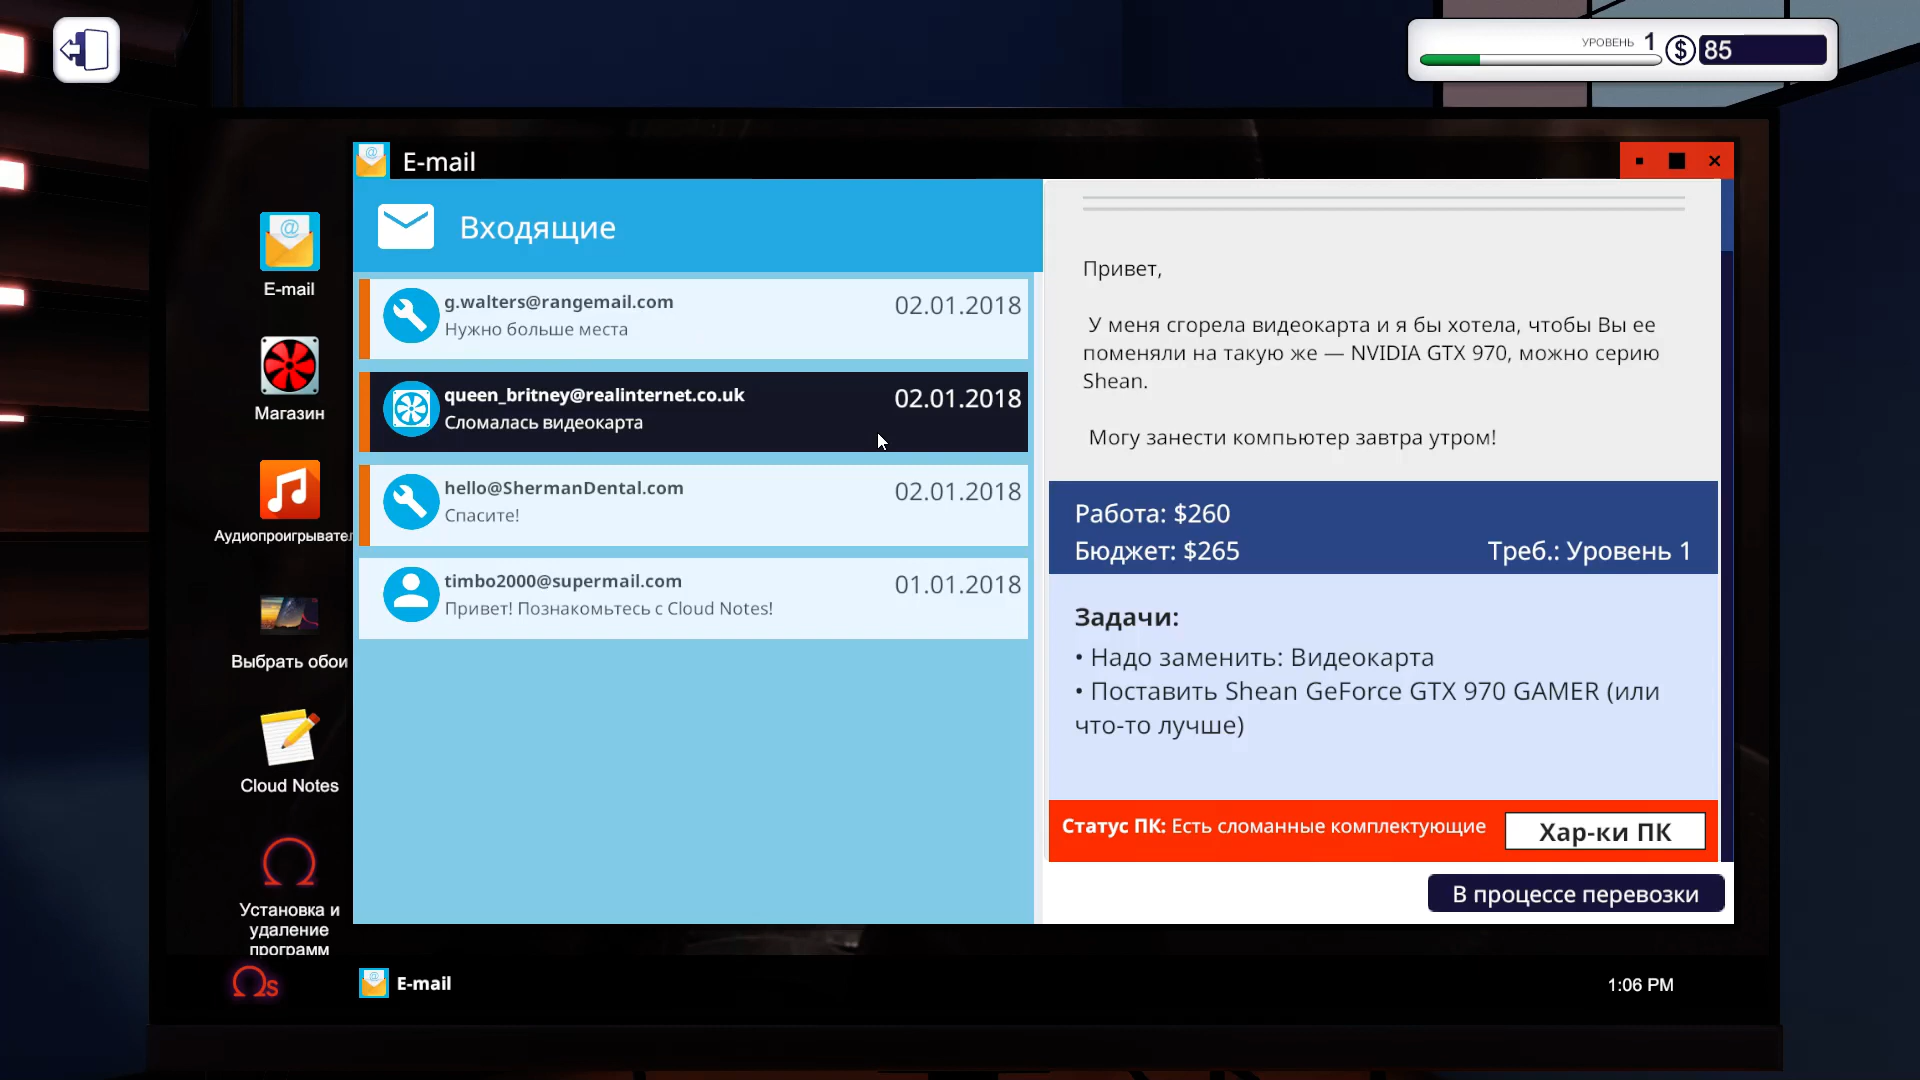 УРОВЕНЬ 1
$ 85
E-mail
Входящие
g.walters@rangemail.com
02.01.2018
Нужно больше места
queen_britney@realinternet.co.uk
02.01.2018
Сломалась видеокарта
hello@ShermanDental.com
02.01.2018
Спасите!
timbo2000@supermail.com
01.01.2018
Привет! Познакомьтесь с Cloud Notes!
Привет,
У меня сгорела видеокарта и я бы хотела, чтобы Вы ее
поменяли на такую же — NVIDIA GTX 970, можно серию
Shean.
Могу занести компьютер завтра утром!
Работа: $260
Бюджет: $265
Треб.: Уровень 1
Задачи:
• Надо заменить: Видеокарта
• Поставить Shean GeForce GTX 970 GAMER (или
что-то лучше)
Статус ПК: Есть сломанные комплектующие
Хар-ки ПК
В процессе перевозки
E-mail
Магазин
Аудиопроигрывател
Выбрать обои
Cloud Notes
Установка и
удаление
программ
Ωs
E-mail
1:06 PM